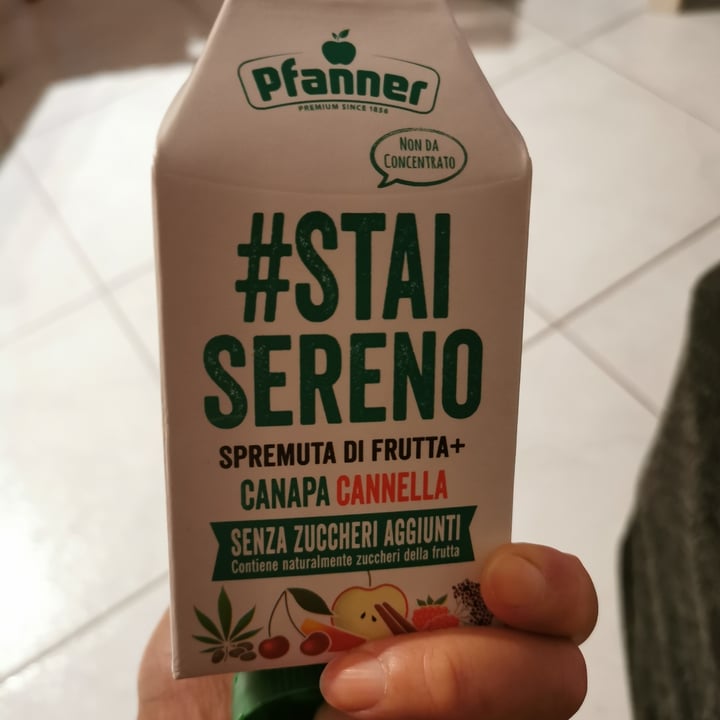 Pfanner
PREMIUM SINCE 1856
NON DA
CONCENTRATO
#STAI
SERENO
SPREMUTA DI FRUTTA+
CANAPA CANNELLA
SENZA ZUCCHERI AGGIUNTI
Contiene naturalmente zuccheri della frutta